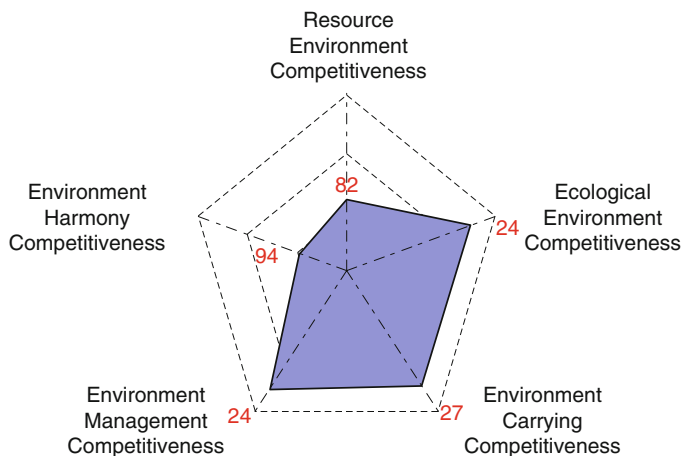 Resource
Environment
Competitiveness
82
Environment
Harmony
Competitiveness
94
Ecological
Environment
Competitiveness
24
Environment
Management
Competitiveness
24
Environment
Carrying
Competitiveness
27